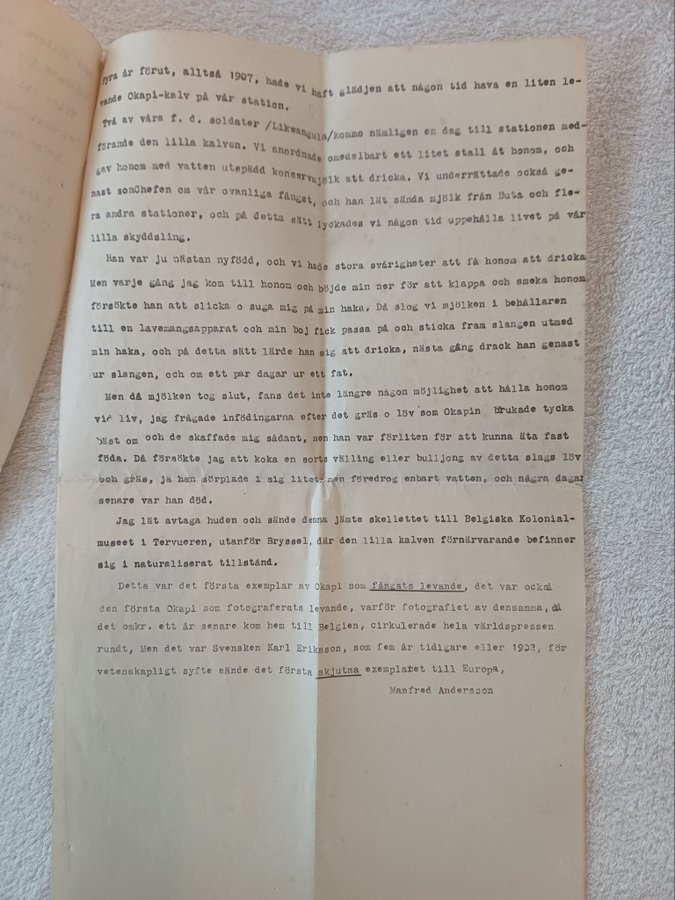 fyra år förut, alltså 1907, hade vi haft glädjen att någon tid hava en liten le-
vande Okapi-kalv på vår station.
Två av våra f. d. soldater /Likwangula/kommo nämligen en dag till stationen med-
förande den lilla kalven. Vi anordnade omedelbart ett litet stall åt honom, och
gav honom med vatten utspädd konservmjölk att dricka. Vi underrättade också ge-
nast sonChefen om vår ovanliga fångst, och han lät sända mjölk från Buta och fle-
ra andra stationer, och på detta sätt lyckades vi någon tid uppehålla livet på vår
lilla skyddsling.
Han var ju nästan nyfödd, och vi hade stora svårigheter att få honom att dricka
Men varje gång jag kom till honom och böjde min ner för att klappa och smeka honom
försökte han att slicka o suga mig på min haka. Då slog vi mjölken i behållaren
till en lavemangsapparat och min boj fick passa på och sticka fram slangen utmed
min haka, och på detta sätt lärde han sig att dricka, nästa gång drack han genast
ur slangen, och om ett par dagar ur ett fat.
Men då mjölken tog slut, fans det inte längre någon möjlighet att hålla honom
vid liv, jag frågade infödingarna efter det gräs o löv som Okapin brukade tycka
bäst om och de skaffade mig sådant, men han var förliten för att kunna äta fast
föda. Då försökte jag att koka en sorts välling eller bulljong av detta slags löv
och gräs, ja han sörplade i sig litet, men föredrog enbart vatten, och några dagar
senare var han död.
Jag lät avtaga huden och sände denna jämte skellettet till Belgiska Kolonial-
museet i Tervueren, utanför Bryssel, där den lilla kalven förnärvarande befinner
sig i naturaliserat tillstånd.
Detta var det första exemplar av Okapi som fångats levande, det var också
den första Okapi som fotograferats levande, varför fotografiet av densamma, då
det omkr. ett år senare kom hem till Belgien, cirkulerade hela världspressen
rundt, Men det var Svensken Karl Eriksson, som fem år tidigare eller 1902, för
vetenskapligt syfte sände det första skjutna exemplaret till Europa,
Manfred Andersson